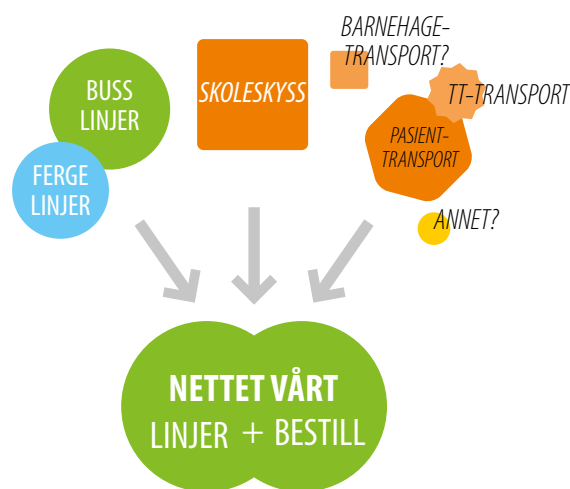 BUSS
LINJER
FERGE
LINJER
SKOLESKYSS
BARNEHAGE-
TRANSPORT?
TT-TRANSPORT
PASIENT-
TRANSPORT
ANNET?
NETTET VÅRT
LINJER + BESTILL